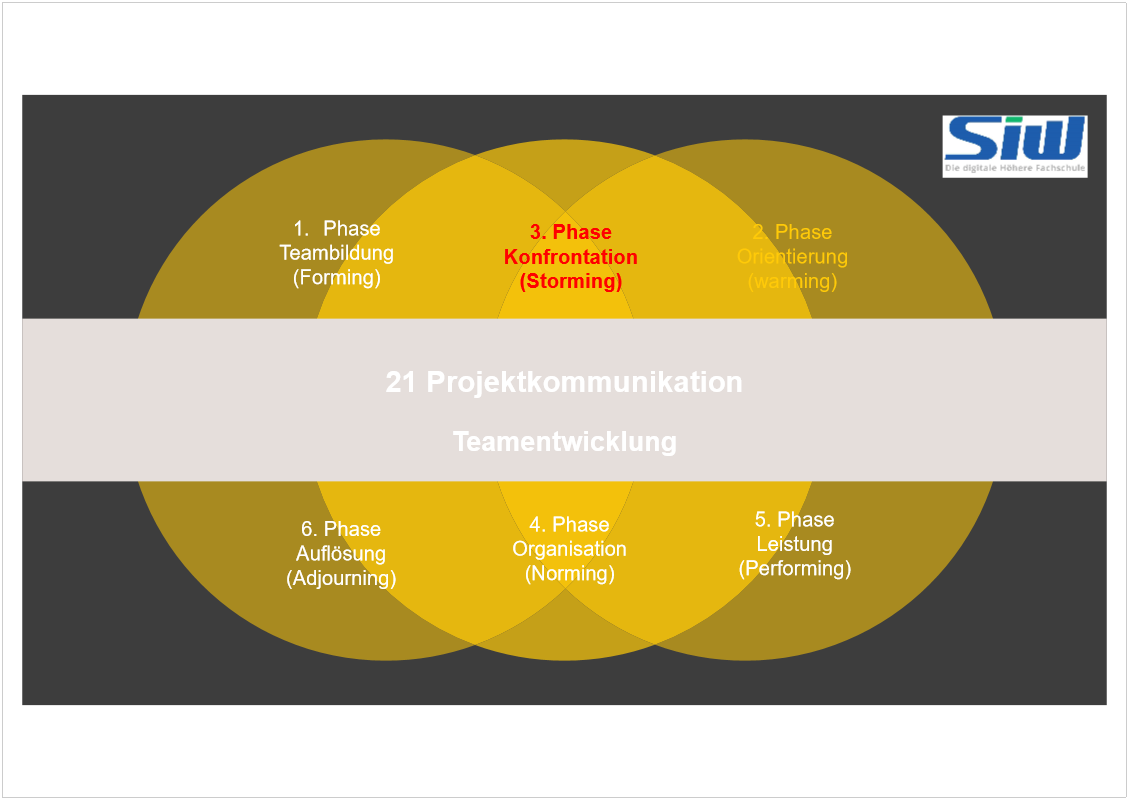 Siw
Die digitale Höhere Fachschule
1. Phase
Teambildung
(Forming)
3. Phase
Konfrontation
(Storming)
2. Phase
Orientierung
(warming)
21 Projektkommunikation
Teamentwicklung
6. Phase
Auflösung
(Adjourning)
4. Phase
Organisation
(Norming)
5. Phase
Leistung
(Performing)